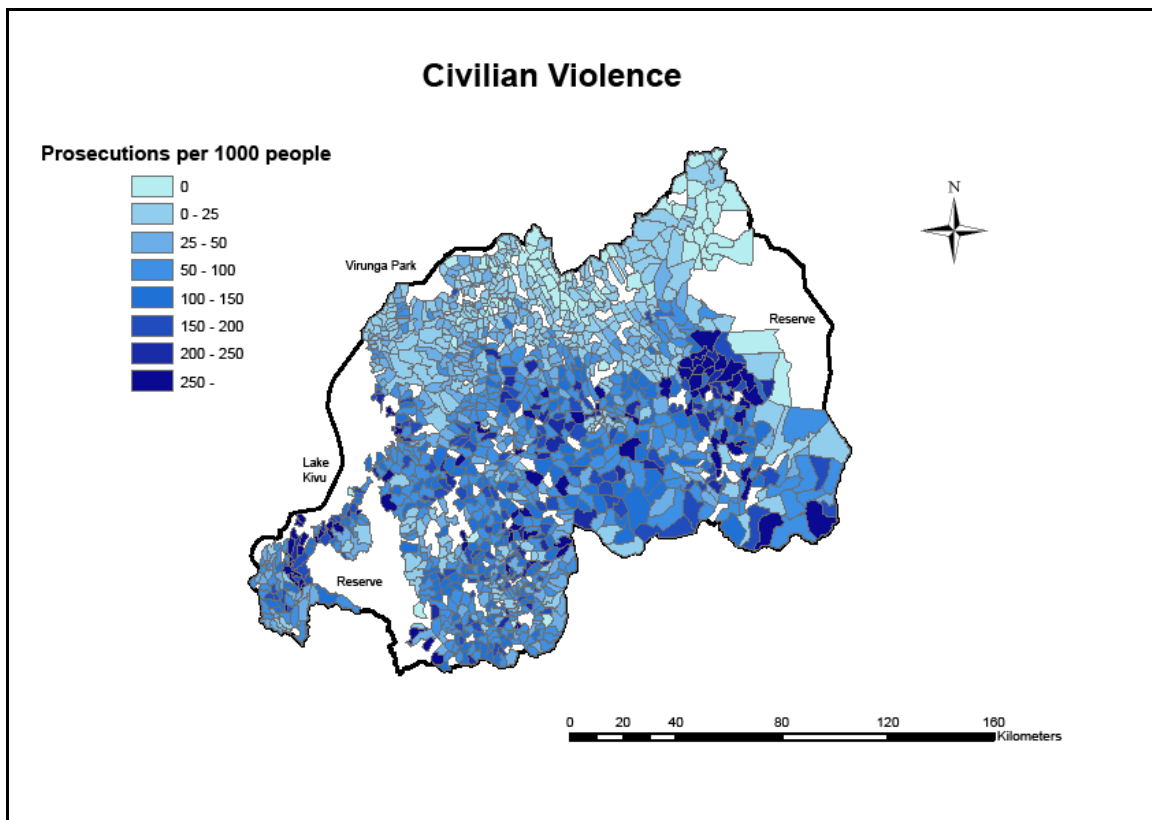 Civilian Violence
Prosecutions per 1000 people
0
0 - 25
25 - 50
50 - 100
100 - 150
150 - 200
200 - 250
250 -
N
Virunga Park
Reserve
Lake
Kivu
Reserve
0 20 40 80 120 160
Kilometers